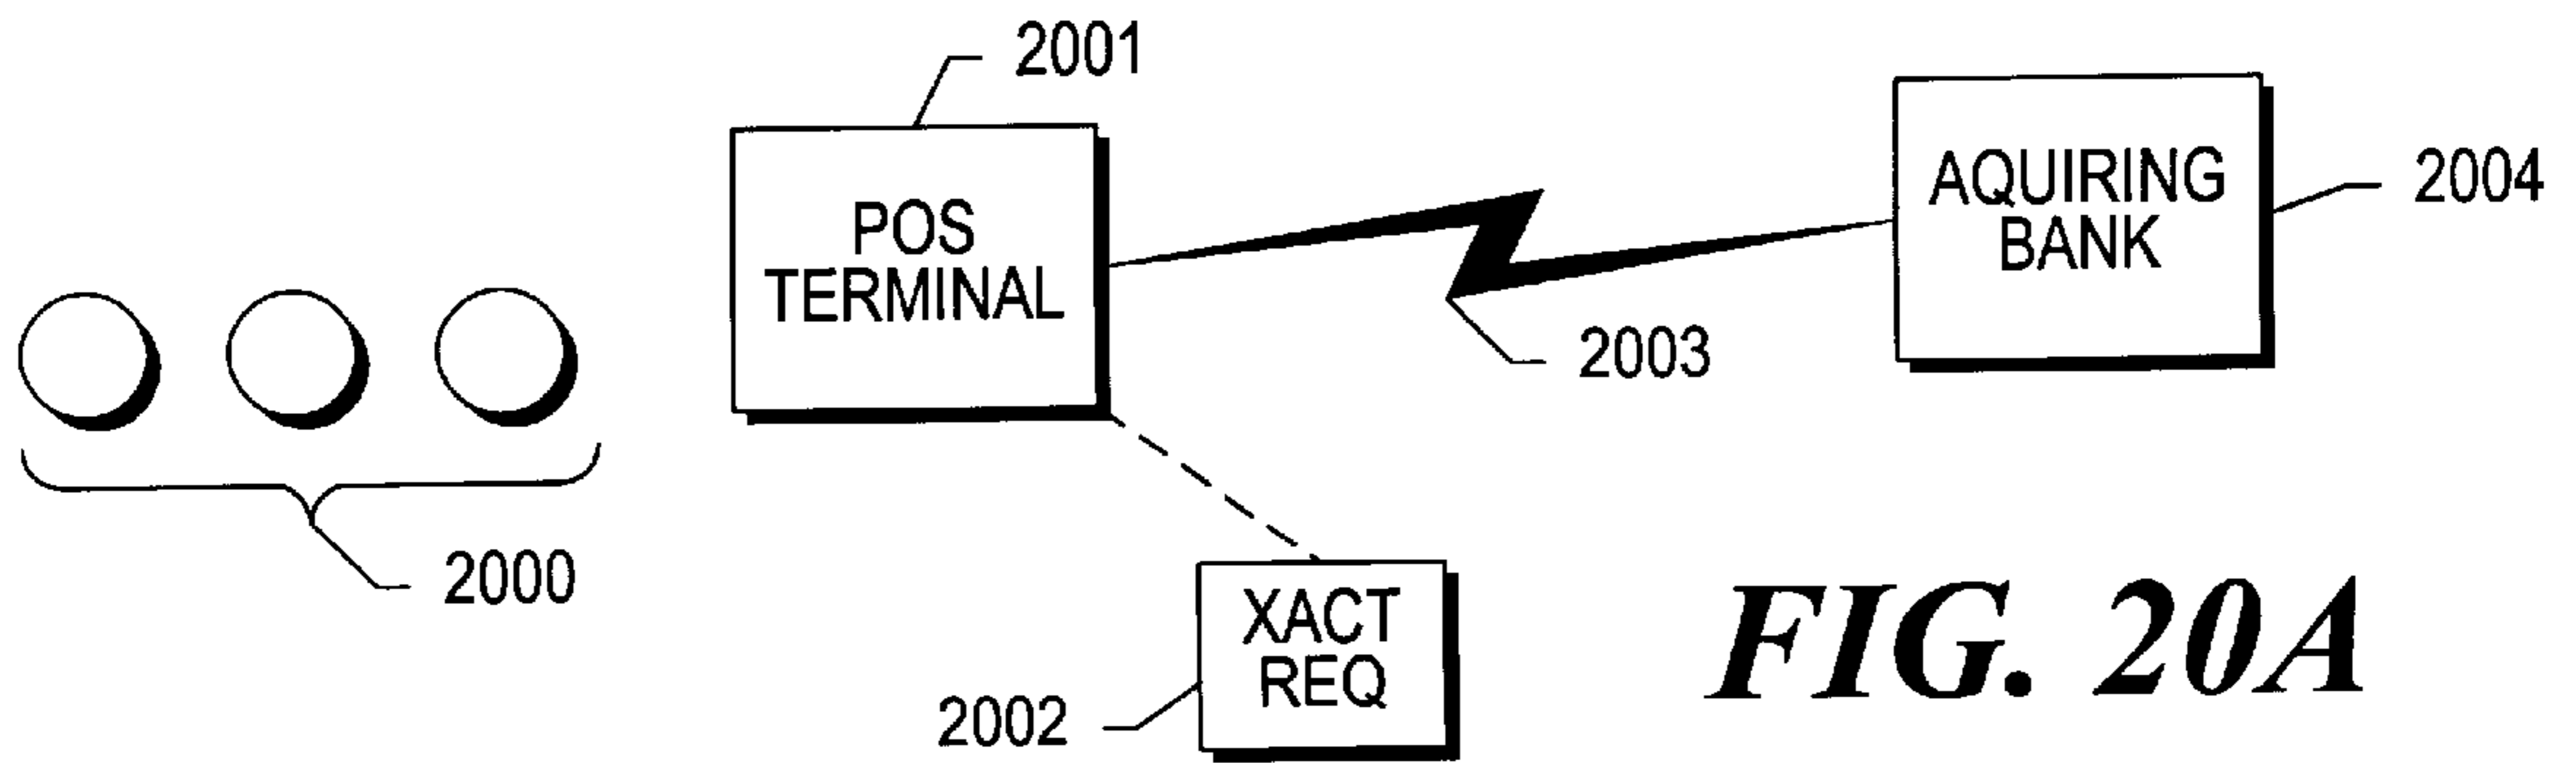 2001
POS
TERMINAL
AQUIRING
BANK
2004
2003
2000
XACT
REQ
2002
FIG. 20A